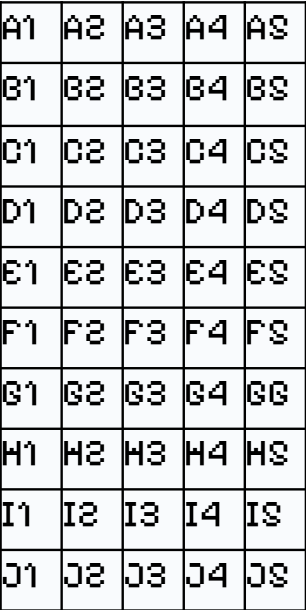 A1 A2 A3 A4 A5
B1 B2 B3 B4 B5
C1 C2 C3 C4 C5
D1 D2 D3 D4 D5
E1 E2 E3 E4 E5
F1 F2 F3 F4 F5
G1 G2 G3 G4 GG
H1 H2 H3 H4 H5
I1 I2 I3 I4 I5
J1 J2 J3 J4 J5